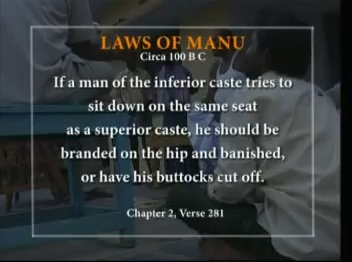 LAWS OF MANU
Circa 100 B C
If a man of the inferior caste tries to
sit down on the same seat
as a superior caste, he should be
branded on the hip and banished,
or have his buttocks cut off.
Chapter 2, Verse 281